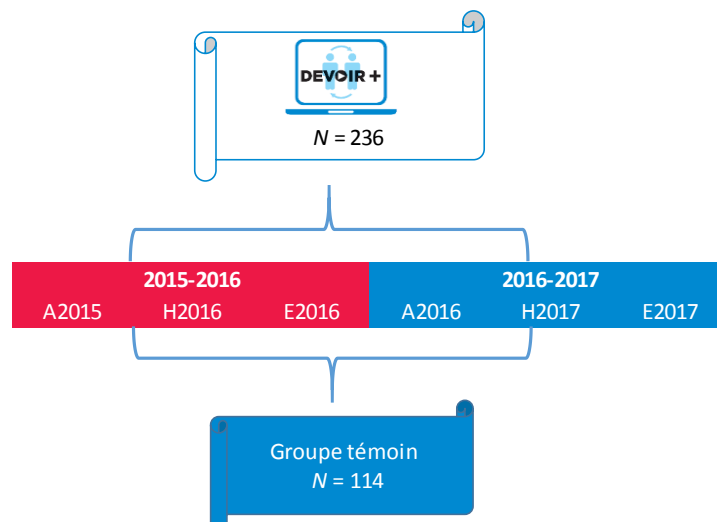 DEVOIR +
N = 236
2015-2016 2016-2017
A2015 H2016 E2016 A2016 H2017 E2017
Groupe témoin
N = 114